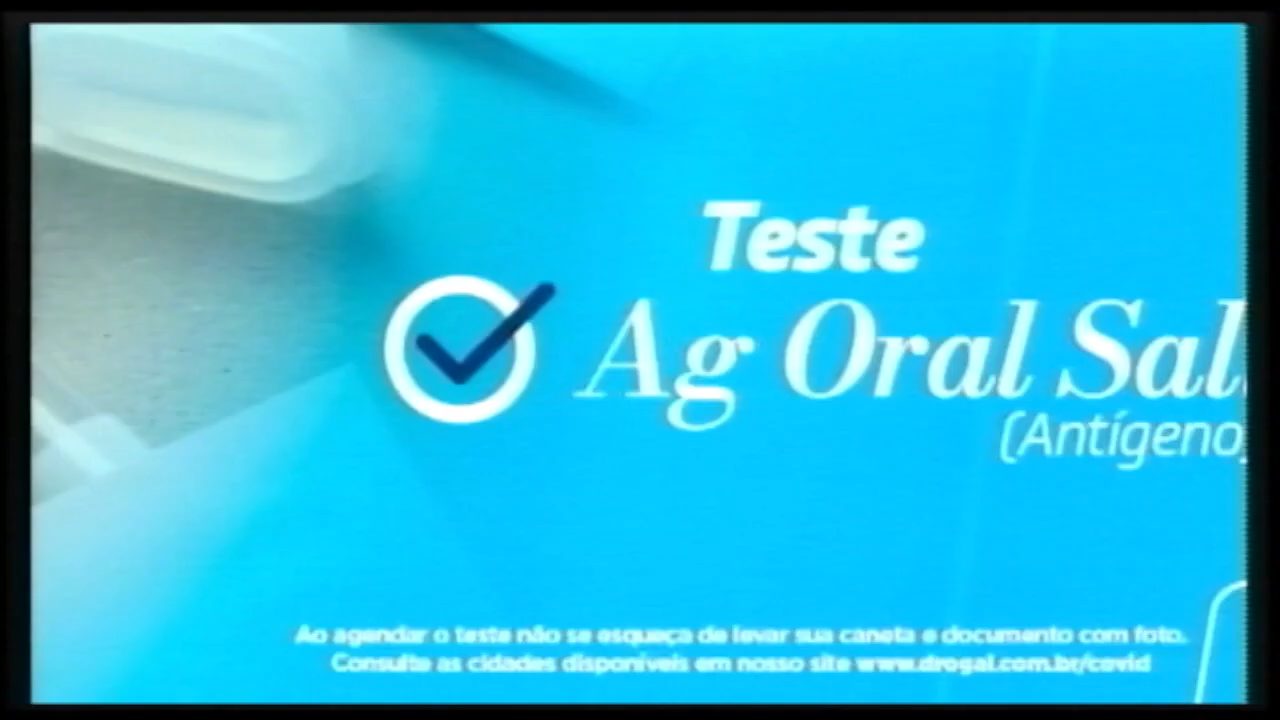 Teste
Ag Oral Sal
(Antígeno)
Ao agendar o teste não se esqueça de levar sua caneta e documento com foto.
Consulte as cidades disponíveis em nosso site www.drogal.com.br/covid